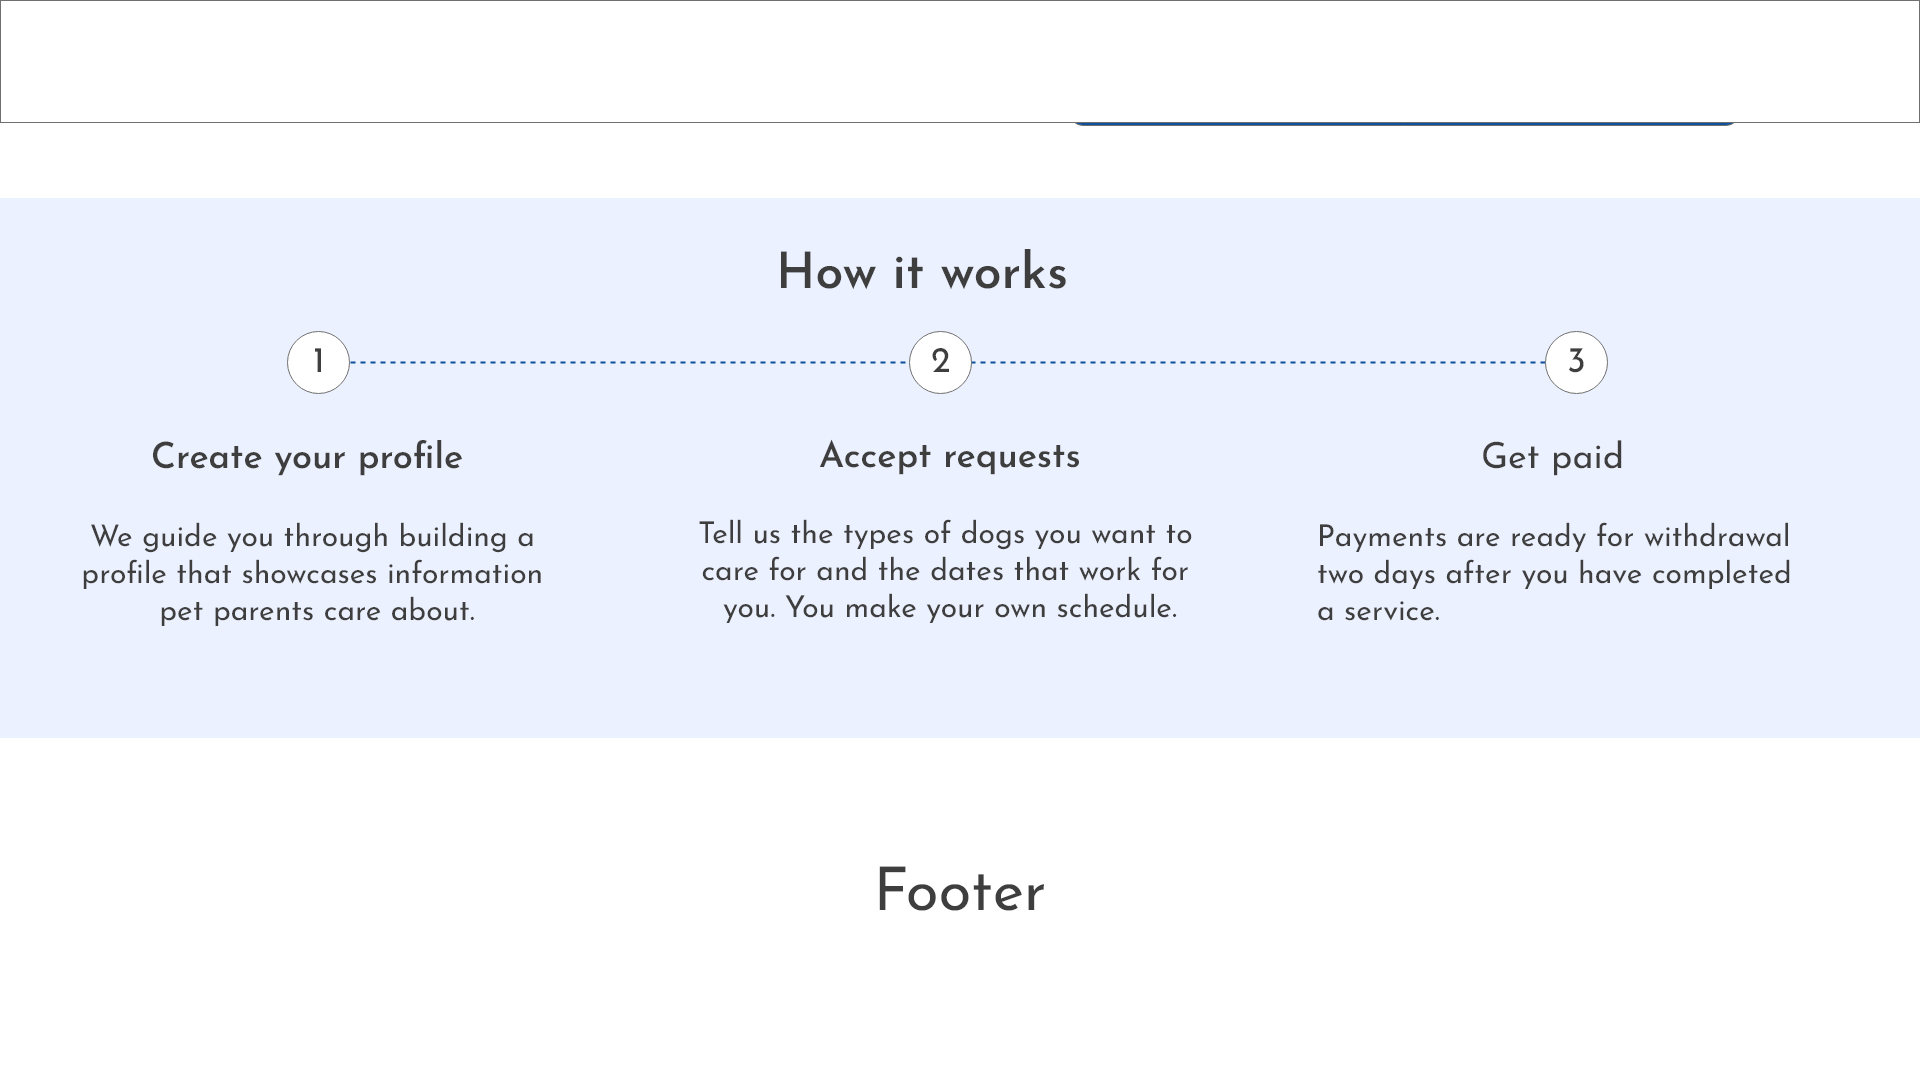 How it works
1
2
3
Create your profile
We guide you through building a
profile that showcases information
pet parents care about.
Accept requests
Tell us the types of dogs you want to
care for and the dates that work for
you. You make your own schedule.
Get paid
Payments are ready for withdrawal
two days after you have completed
a service.
Footer